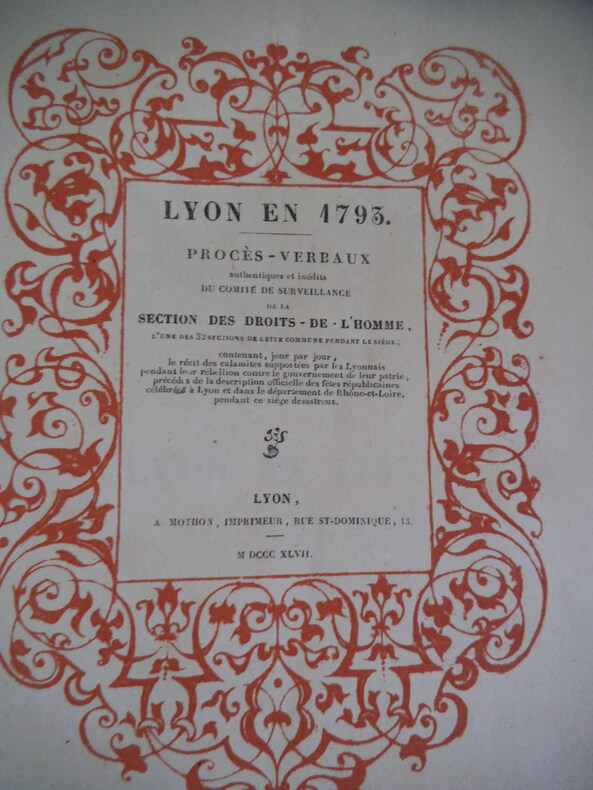 LYON EN 1793.
PROCÈS-VERBAUX
authentiques et inédits
DU COMITÉ DE SURVEILLANCE
DE LA
SECTION DES DROITS-DE-L'HOMME,
L'UNE DES 32 SECTIONS DE CETTE COMMUNE PENDANT LE SIÉGE;
contenant, jour par jour,
le récit des calamités supportées par les Lyonnais
pendant leur rébellion contre le gouvernement de leur patrie,
précédés de la description officielle des fêtes républicaines
célébrées à Lyon et dans le département de Rhône-et-Loire,
pendant ce siége désastreux.
LYON,
A. MOTHON, IMPRIMEUR, RUE ST-DOMINIQUE, 13.
M DCCC XLVII.